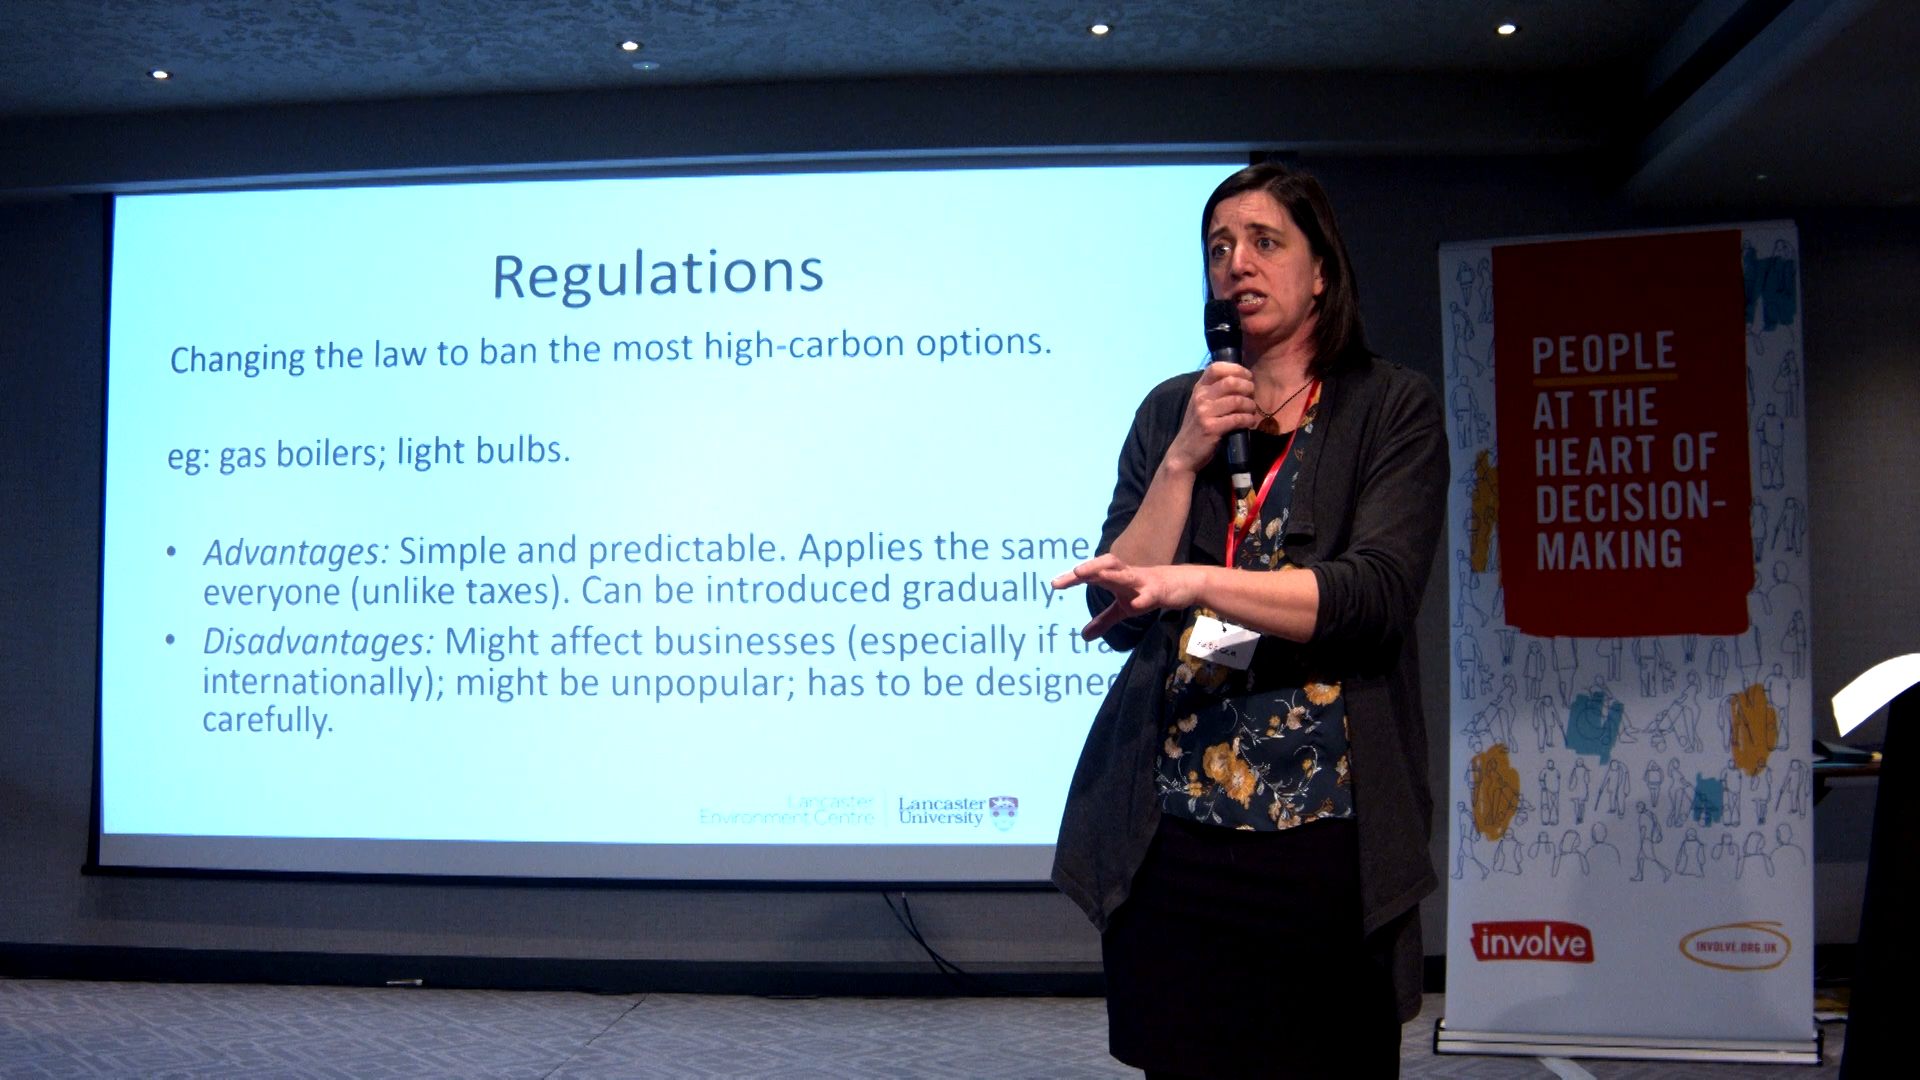 Regulations
Changing the law to ban the most high-carbon options.
eg: gas boilers; light bulbs.
• Advantages: Simple and predictable. Applies the same
everyone (unlike taxes). Can be introduced gradually.
• Disadvantages: Might affect businesses (especially if
internationally); might be unpopular; has to be designed
carefully.
Lancaster
Environment Centre
Lancaster
University
PEOPLE
AT THE
HEART OF
DECISION-
MAKING
involve
INVOLVE.ORG.UK